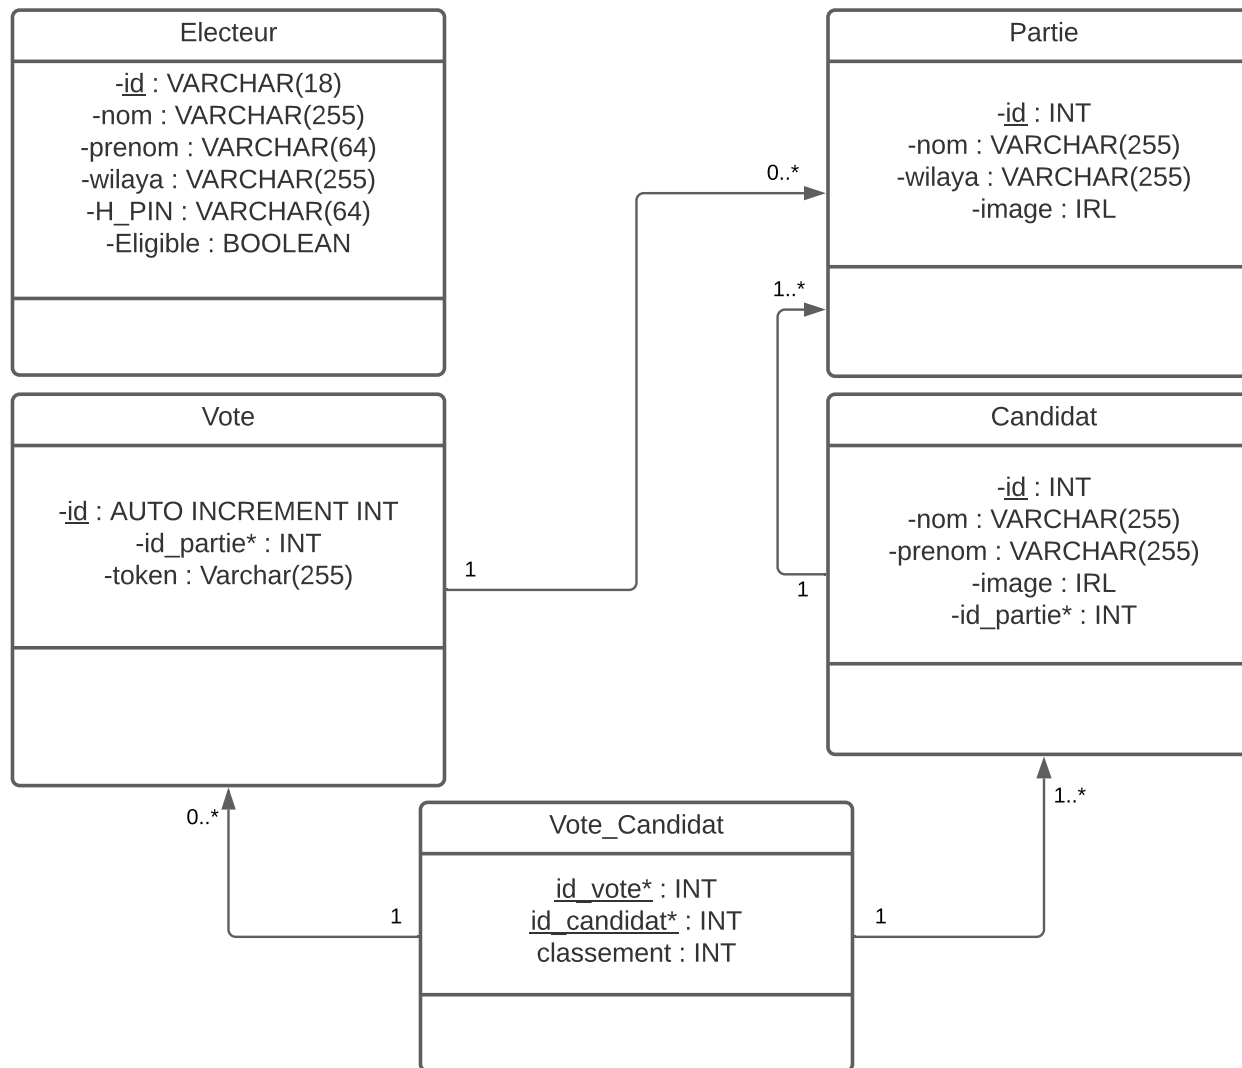 Electeur
-id : VARCHAR(18)
-nom : VARCHAR(255)
-prenom : VARCHAR(64)
-wilaya : VARCHAR(255)
-H_PIN : VARCHAR(64)
-Eligible : BOOLEAN
Partie
-id : INT
-nom : VARCHAR(255)
-wilaya : VARCHAR(255)
-image : IRL
0..*
1..*
Vote
-id : AUTO INCREMENT INT
-id_partie* : INT
-token : Varchar(255)
1
Candidat
-id : INT
-nom : VARCHAR(255)
-prenom : VARCHAR(255)
-image : IRL
-id_partie* : INT
1
0..*
1..*
Vote_Candidat
id_vote* : INT
id_candidat* : INT
classement : INT
1
1